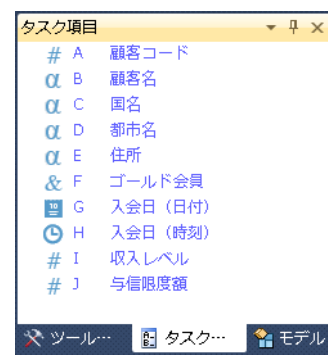 タスク項目
# A 顧客コード
α B 顧客名
α C 国名
α D 都市名
α E 住所
& F ゴールド会員
10 G 入会日（日付）
H 入会日（時刻）
# I 収入レベル
# J 与信限度額
ツール… タスク… モデル